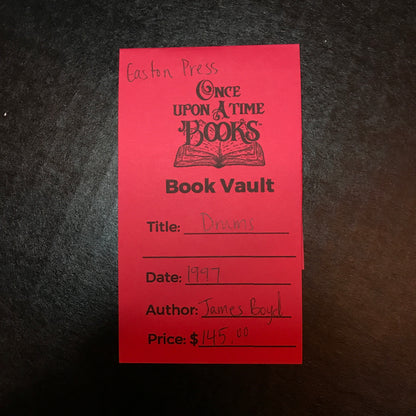 Easton Press
Once
upon A time
Books
Book Vault
Title: Drums
Date: 1997
Author: James Boyd
Price: $145.00